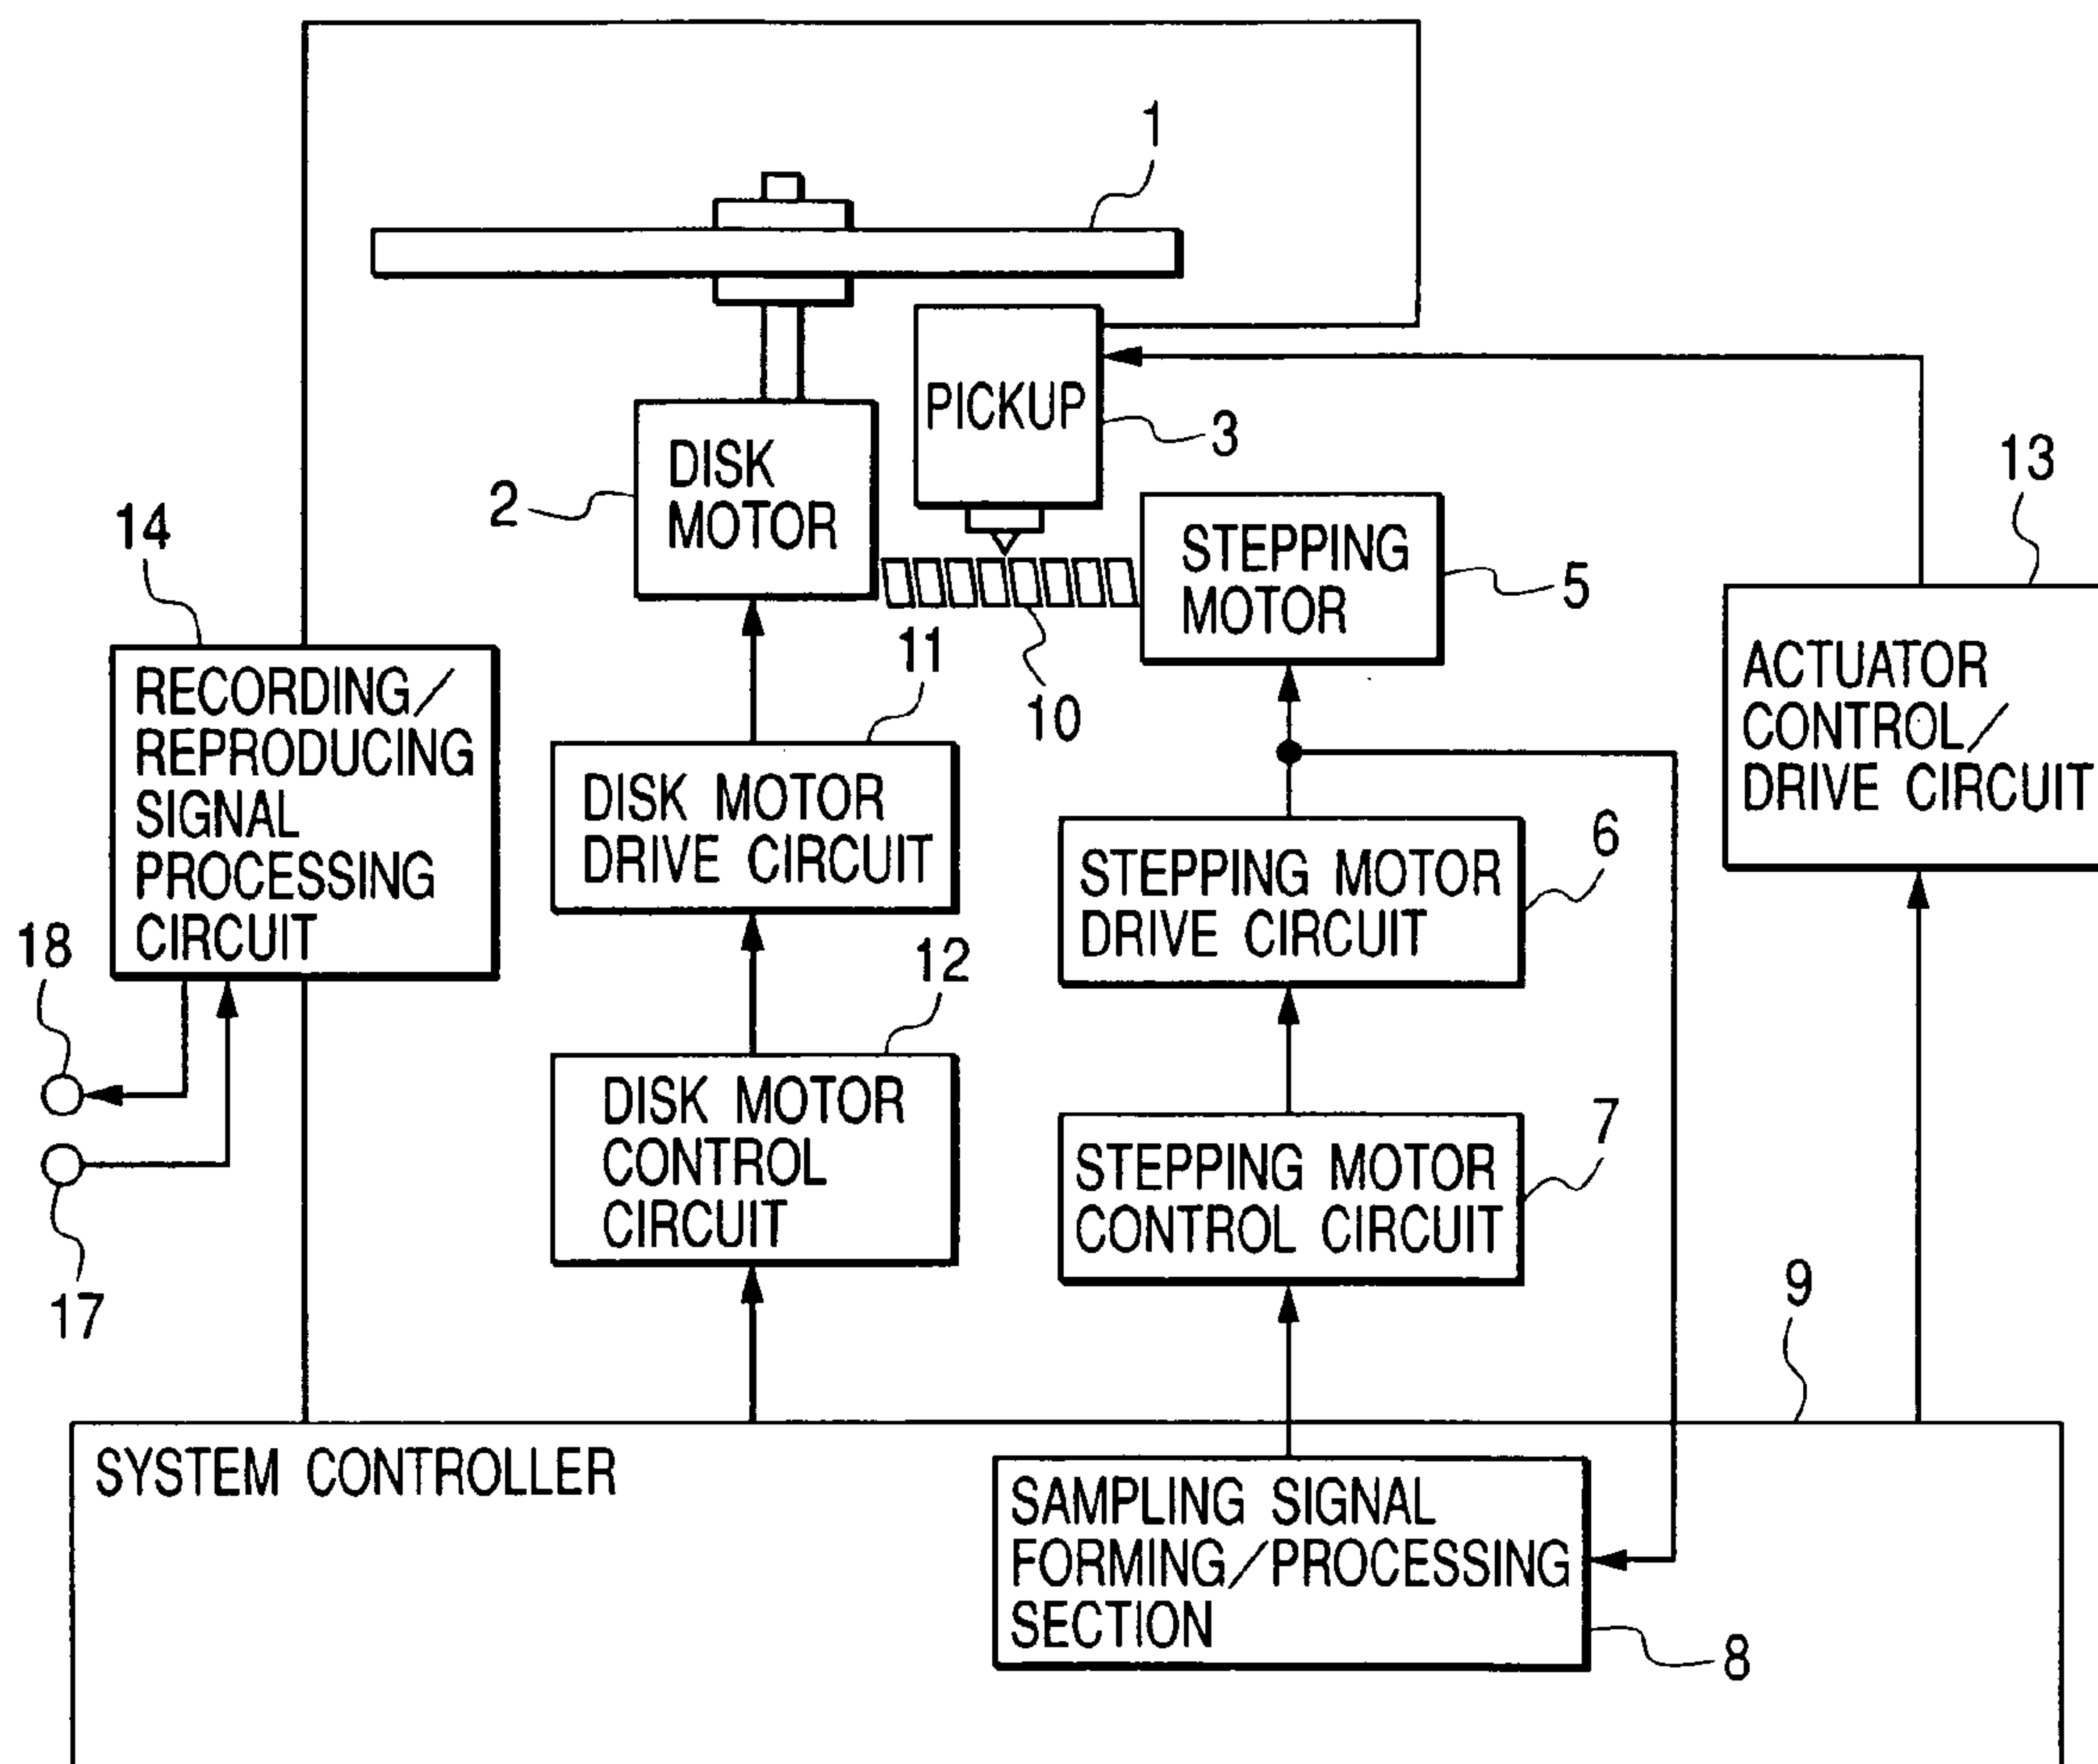 1
PICKUP
3
DISK
MOTOR
2
STEPPING
MOTOR
5
13
14
11
10
RECORDING/
REPRODUCING
SIGNAL
PROCESSING
CIRCUIT
DISK MOTOR
DRIVE CIRCUIT
STEPPING MOTOR
DRIVE CIRCUIT
6
ACTUATOR
CONTROL/
DRIVE CIRCUIT
18
12
DISK MOTOR
CONTROL
CIRCUIT
STEPPING MOTOR
CONTROL CIRCUIT
7
17
9
SYSTEM CONTROLLER
SAMPLING SIGNAL
FORMING/PROCESSING
SECTION
8